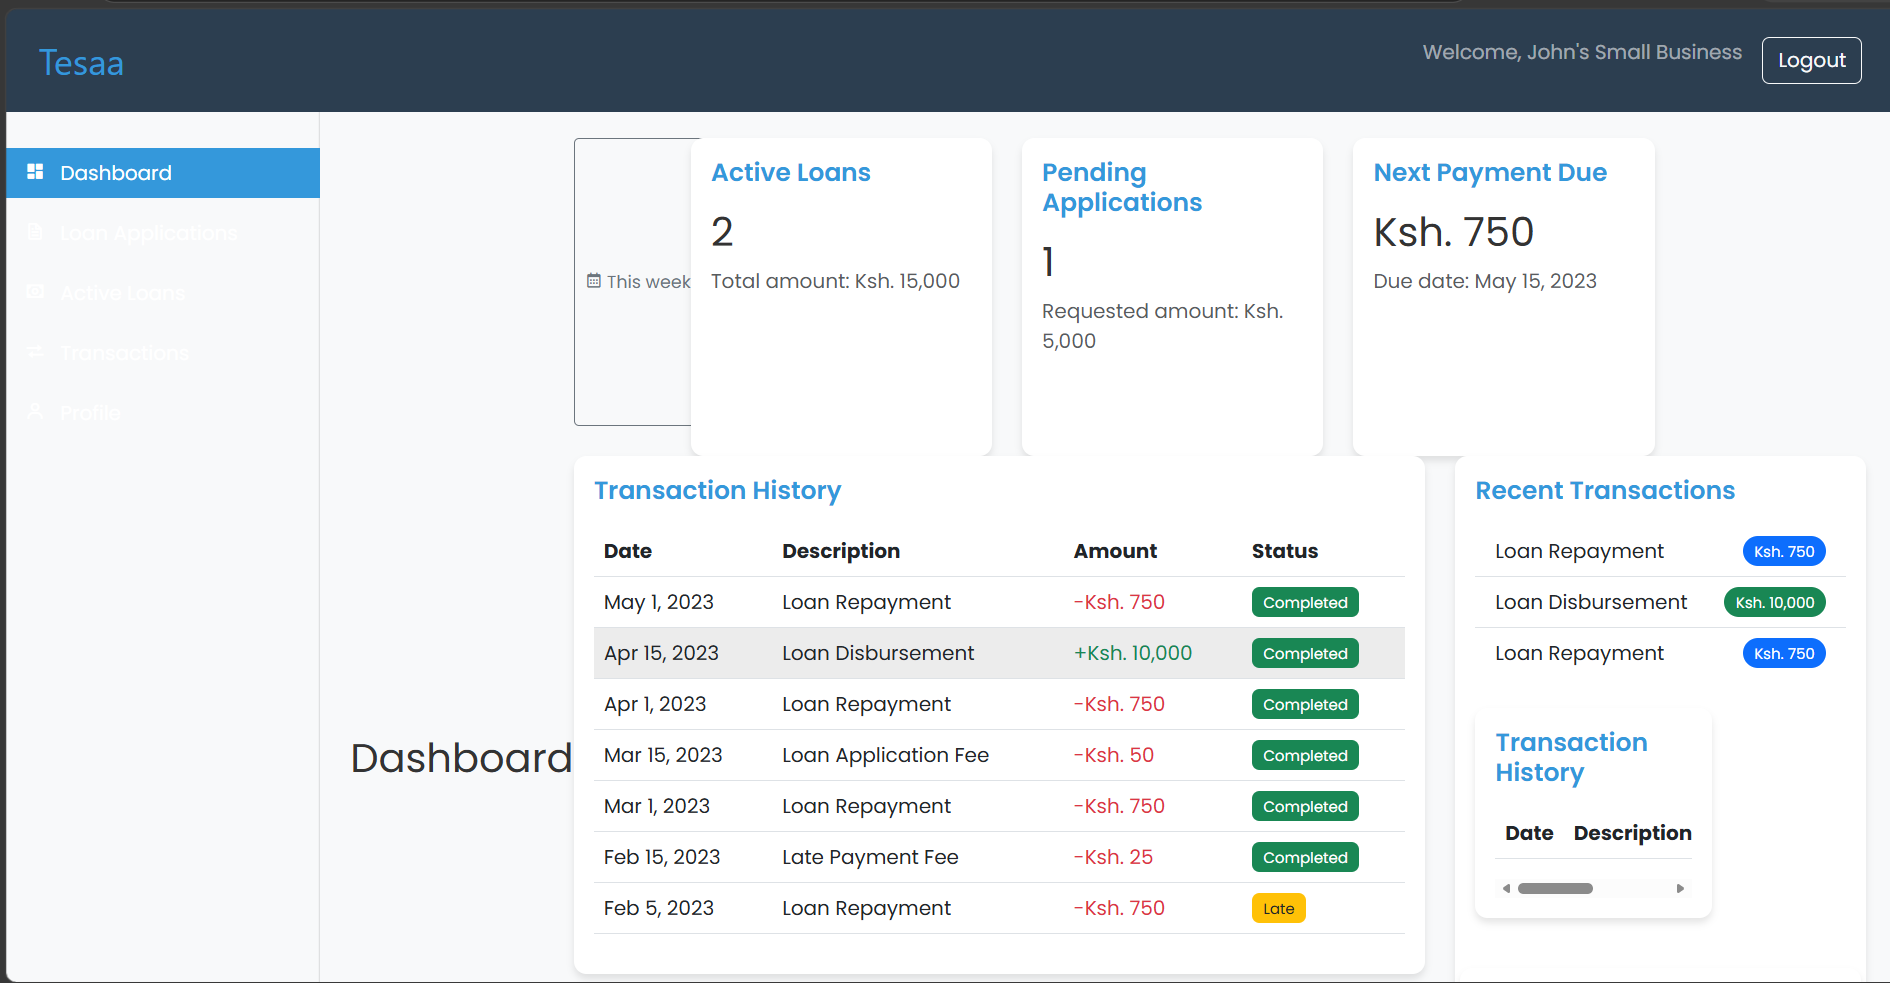 Tesaa
Welcome, John's Small Business
Logout
Dashboard
Loan Applications
Active Loans
Transactions
Profile
Dashboard
This week
Active Loans
2
Total amount: Ksh. 15,000
Pending
Applications
1
Requested amount: Ksh.
5,000
Next Payment Due
Ksh. 750
Due date: May 15, 2023
Transaction History
Date Description Amount Status
May 1, 2023 Loan Repayment -Ksh. 750 Completed
Apr 15, 2023 Loan Disbursement +Ksh. 10,000 Completed
Apr 1, 2023 Loan Repayment -Ksh. 750 Completed
Mar 15, 2023 Loan Application Fee -Ksh. 50 Completed
Mar 1, 2023 Loan Repayment -Ksh. 750 Completed
Feb 15, 2023 Late Payment Fee -Ksh. 25 Completed
Feb 5, 2023 Loan Repayment -Ksh. 750 Late
Recent Transactions
Loan Repayment Ksh. 750
Loan Disbursement Ksh. 10,000
Loan Repayment Ksh. 750
Transaction
History
Date Description